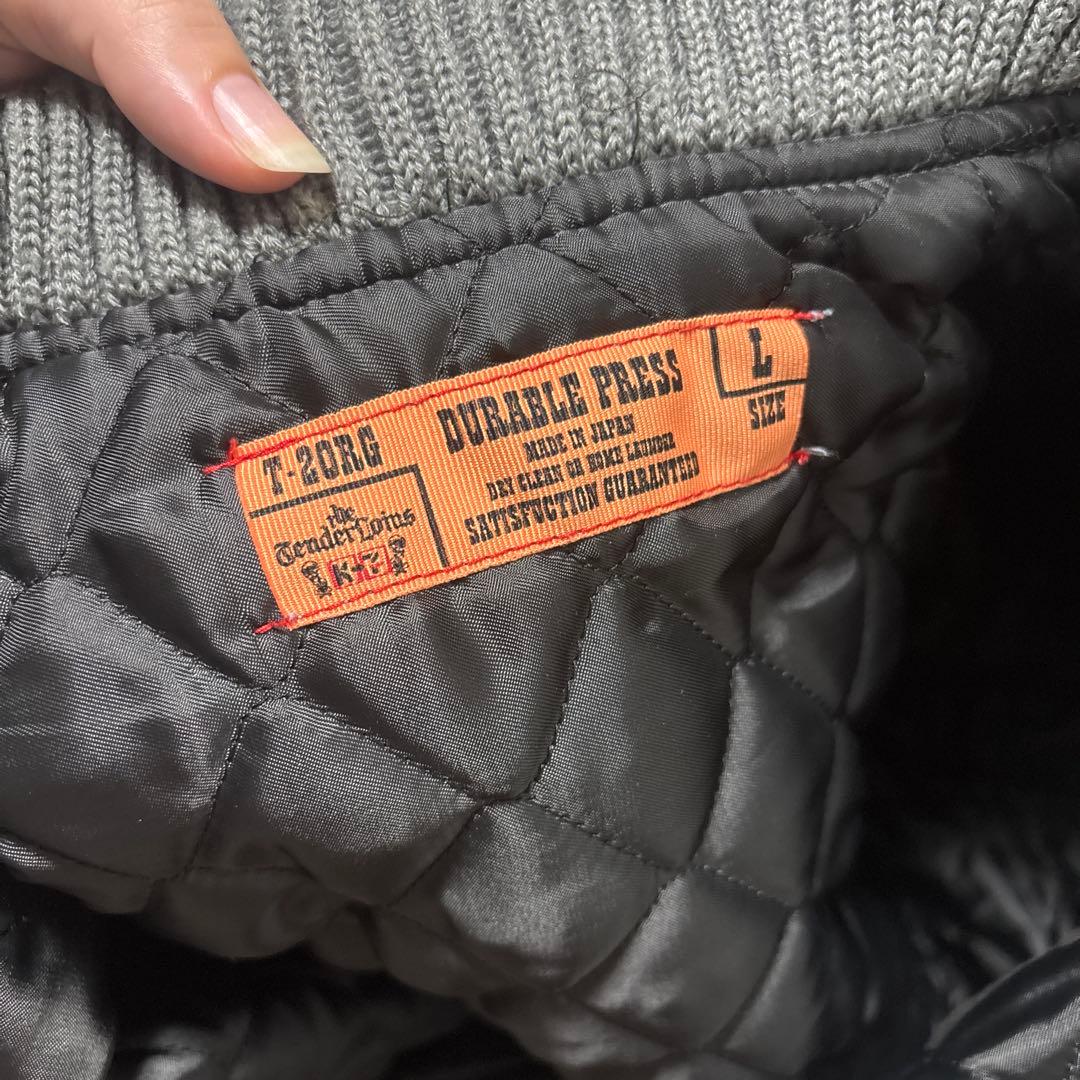 T-20RG
the
TenderLoins
DURABLE PRESS
MADE IN JAPAN
DRY CLEAN OR HOME LAUNDER
SATISFUCTION GUARANTEED
L
SIZE